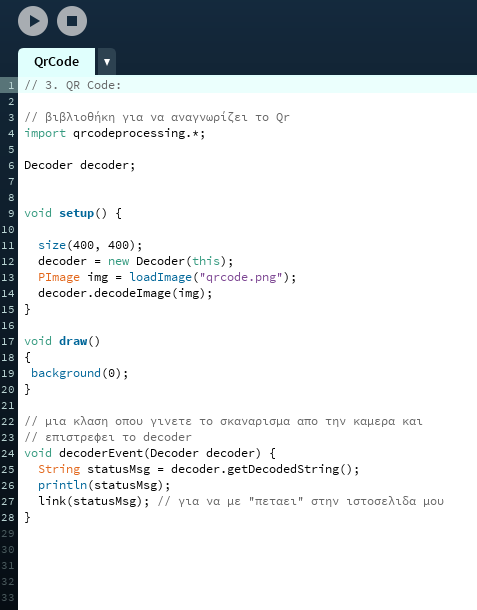 QrCode
1 // 3. QR Code:
2
3 // βιβλιοθήκη για να αναγνωρίζει το Qr
4 import qrcodeprocessing.*;
5
6 Decoder decoder;
7
8
9 void setup() {
10
11   size(400, 400);
12   decoder = new Decoder(this);
13   PImage img = loadImage("qrcode.png");
14   decoder.decodeImage(img);
15 }
16
17 void draw()
18 {
19  background(0);
20 }
21
22 // μια κλαση οπου γινετε το σκαναρισμα απο την καμερα και
23 // επιστρεφει το decoder
24 void decoderEvent(Decoder decoder) {
25   String statusMsg = decoder.getDecodedString();
26   println(statusMsg);
27   link(statusMsg); // για να με "πεταει" στην ιστοσελιδα μου
28 }
29
30
31
32
33